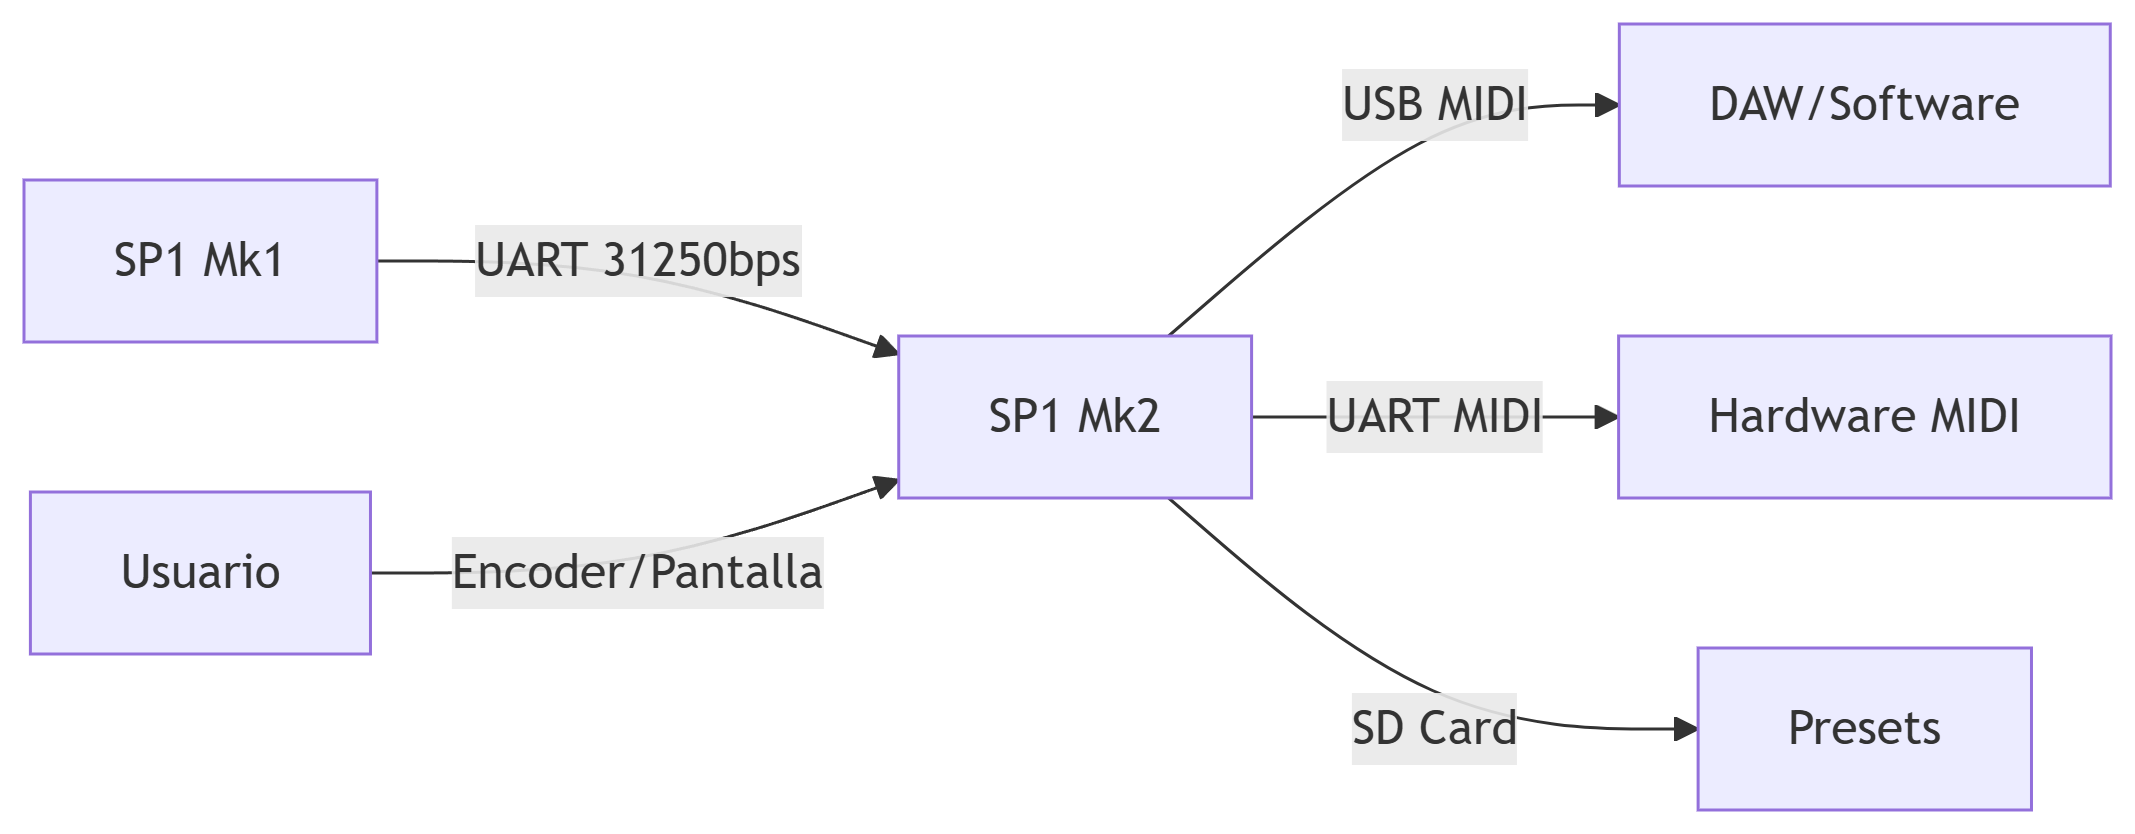 SP1 Mk1
UART 31250bps
Usuario
Encoder/Pantalla
SP1 Mk2
USB MIDI
DAW/Software
UART MIDI
Hardware MIDI
SD Card
Presets